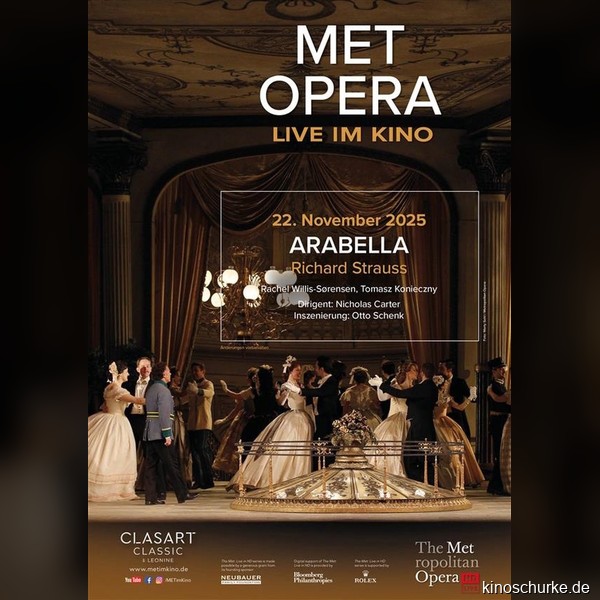 MET
OPERA
LIVE IM KINO
22. November 2025
ARABELLA
Richard Strauss
Rachel Willis-Sørensen, Tomasz Konieczny
Dirigent: Nicholas Carter
Inszenierung: Otto Schenk
CLASART
CLASSIC
& LEONINE
www.metimkino.de
YouTube
/METimKino
NEUBAUER
Bloomberg
Philanthropies
ROLEX
The Met
ropolitan
Opera
kinoschurke.de